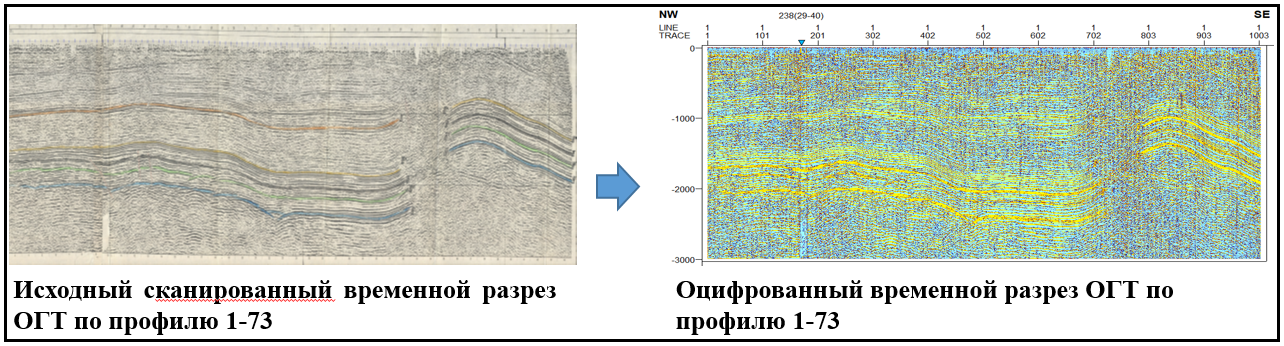 NW 238(29-40) SE
LINE 1 1 1 1 1 1 1 1 1 1 1
TRACE 1 101 201 302 402 502 602 702 803 903 1003
0
-1000
-2000
-3000
Исходный сканированный временной разрез
ОГТ по профилю 1-73
Оцифрованный временной разрез ОГТ по
профилю 1-73